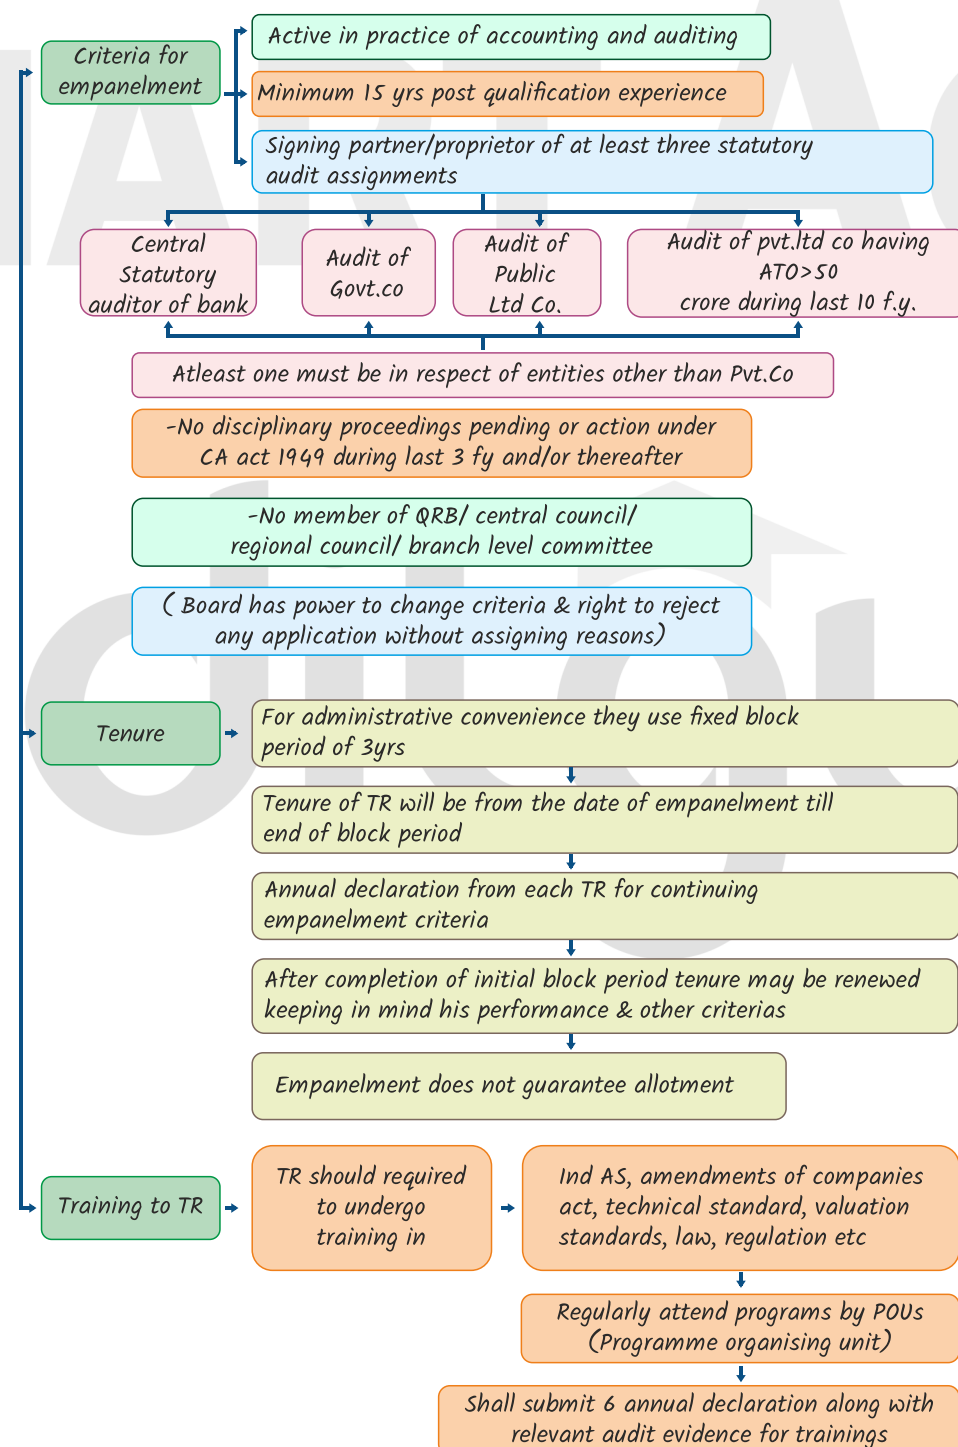 Criteria for
empanelment
Active in practice of accounting and auditing
Minimum 15 yrs post qualification experience
Signing partner/proprietor of at least three statutory
audit assignments
Central
Statutory
auditor of bank
Audit of
Govt.co
Audit of
Public
Ltd Co.
Audit of pvt.ltd co having
ATO>50
crore during last 10 f.y.
Atleast one must be in respect of entities other than Pvt.Co
-No disciplinary proceedings pending or action under
CA act 1949 during last 3 fy and/or thereafter
-No member of QRB/ central council/
regional council/ branch level committee
( Board has power to change criteria & right to reject
any application without assigning reasons)
Tenure
For administrative convenience they use fixed block
period of 3yrs
Tenure of TR will be from the date of empanelment till
end of block period
Annual declaration from each TR for continuing
empanelment criteria
After completion of initial block period tenure may be renewed
keeping in mind his performance & other criterias
Empanelment does not guarantee allotment
Training to TR
TR should required
to undergo
training in
Ind AS, amendments of companies
act, technical standard, valuation
standards, law, regulation etc
Regularly attend programs by POUs
(Programme organising unit)
Shall submit 6 annual declaration along with
relevant audit evidence for trainings